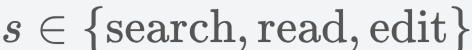 s ∈ {search, read, edit}